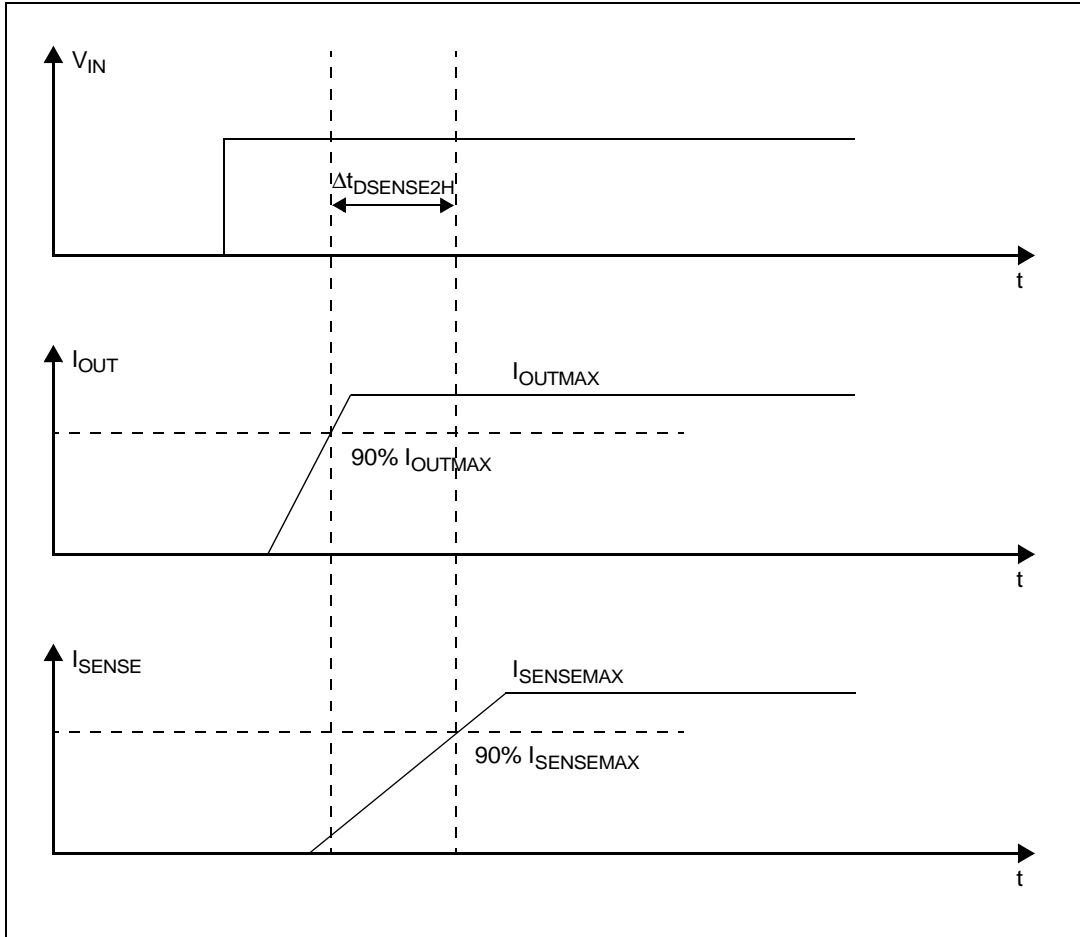 V_IN
Δt_DSENSE2H
t
I_OUT
I_OUTMAX
90% I_OUTMAX
t
I_SENSE
I_SENSEMAX
90% I_SENSEMAX
t